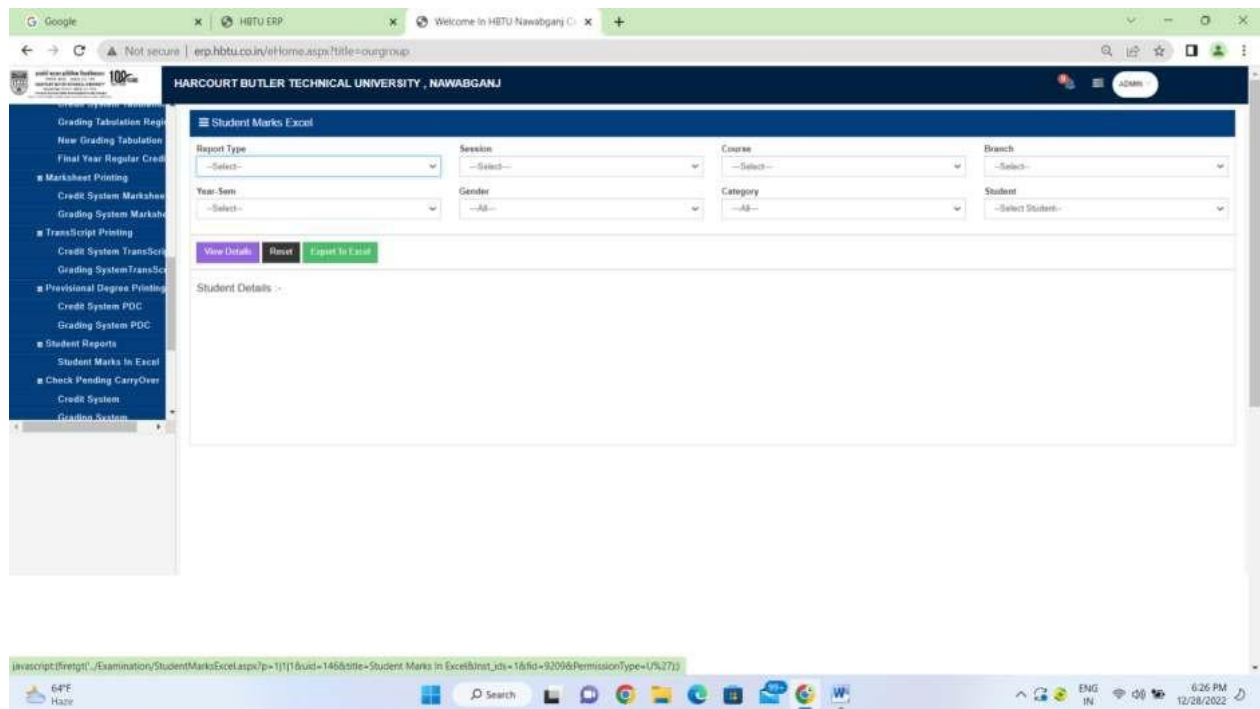 Google
HBTU ERP
Welcome In HBTU Nawabganj C
Not secure | erp.hbtu.co.in/eHome.aspx?title=ourgroup
100
HARCOURT BUTLER TECHNICAL UNIVERSITY , NAWABGANJ
ADMIN
Grading Tabulation Regi
New Grading Tabulation
Final Year Regular Credi
Marksheet Printing
Credit System Markshee
Grading System Markshe
TransScript Printing
Credit System TransScrip
Grading SystemTransSc
Provisional Degree Printing
Credit System PDC
Grading System PDC
Student Reports
Student Marks In Excel
Check Pending CarryOver
Credit System
Grading System
Student Marks Excel
Report Type Session Course Branch
--Select-- ---Select--- ---Select--- --Select--
Year-Sem Gender Category Student
--Select-- ---All--- ---All--- --Select Student--
View Details Reset Export To Excel
Student Details :-
javascript:(firetgt('../Examination/StudentMarksExcel.aspx?p=1|1|1&uid=146&title=Student Marks In Excel&Inst_ids=1&fid=9209&PermissionType=U%27))
64°F
Haze
Search
ENG
IN
6:26 PM
12/28/2022